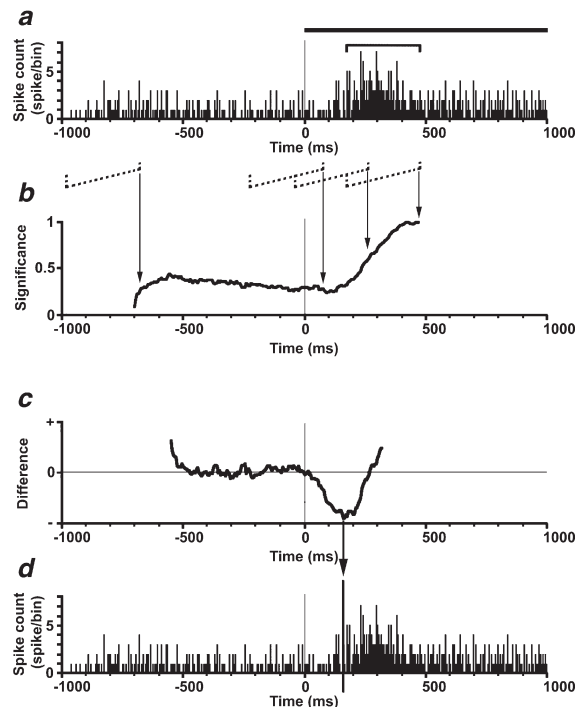 a
Spike count
(spike/bin)
5
0
-1000 -500 0 500 1000
Time (ms)
b
Significance
1
0.5
0
-1000 -500 0 500 1000
Time (ms)
c
Difference
+
0
-
-1000 -500 0 500 1000
Time (ms)
d
Spike count
(spike/bin)
5
0
-1000 -500 0 500 1000
Time (ms)